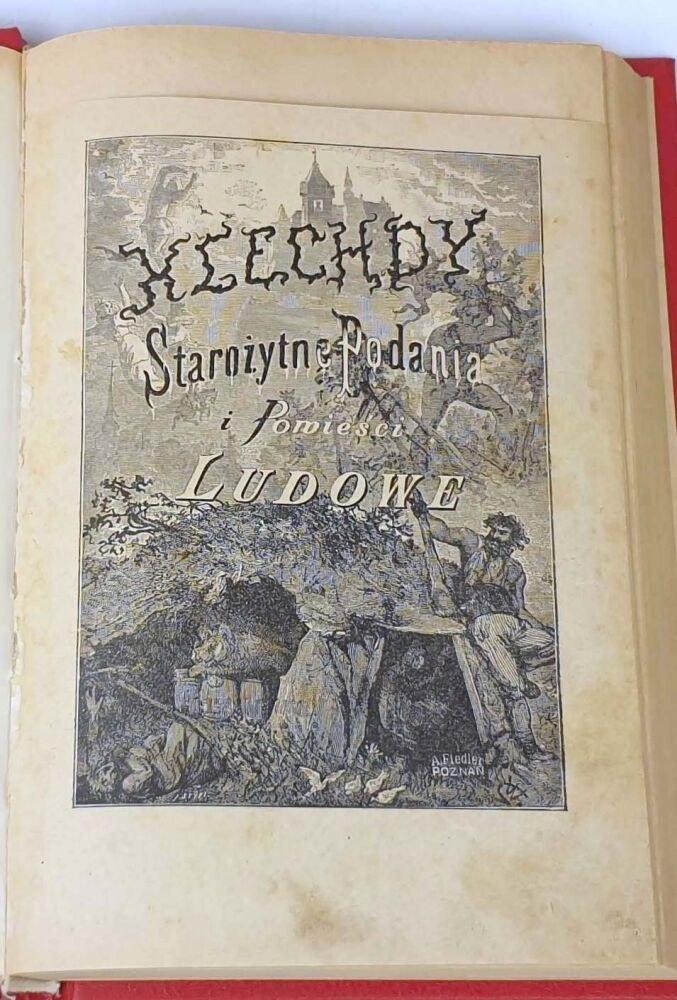 KLECHDY
Starożytne Podania
i Powieści
LUDOWE
A. Fiedler
POZNAŃ